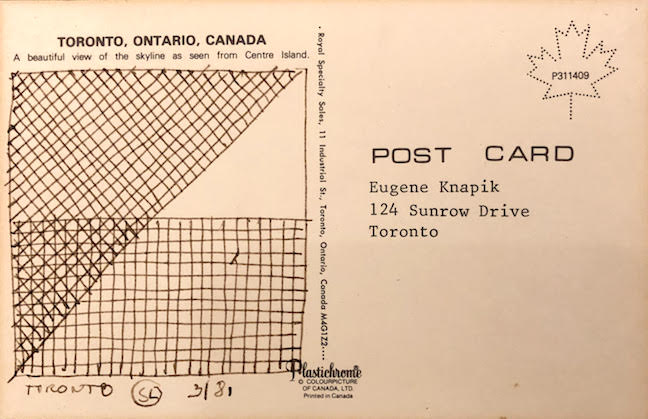 TORONTO, ONTARIO, CANADA
A beautiful view of the skyline as seen from Centre Island.
TORONTO SL 3/81
Royal Specialty Sales, 11 Industrial St., Toronto, Ontario, Canada M4G1Z2
Plastichrome
© COLOURPICTURE
OF CANADA, LTD.
Printed in Canada
P311409
POST CARD
Eugene Knapik
124 Sunrow Drive
Toronto